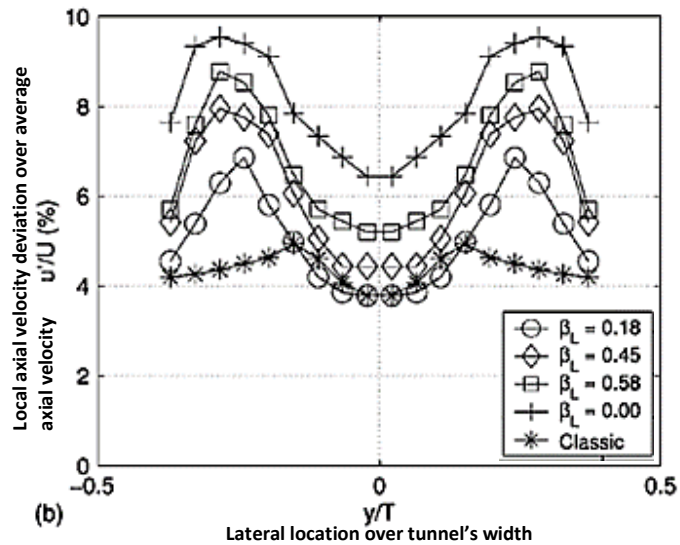 Local axial velocity deviation over average
axial velocity u'/U (%)
10
8
6
4
2
0
-0.5
0
0.5
β_L = 0.18
β_L = 0.45
β_L = 0.58
β_L = 0.00
Classic
(b)
y/T
Lateral location over tunnel's width